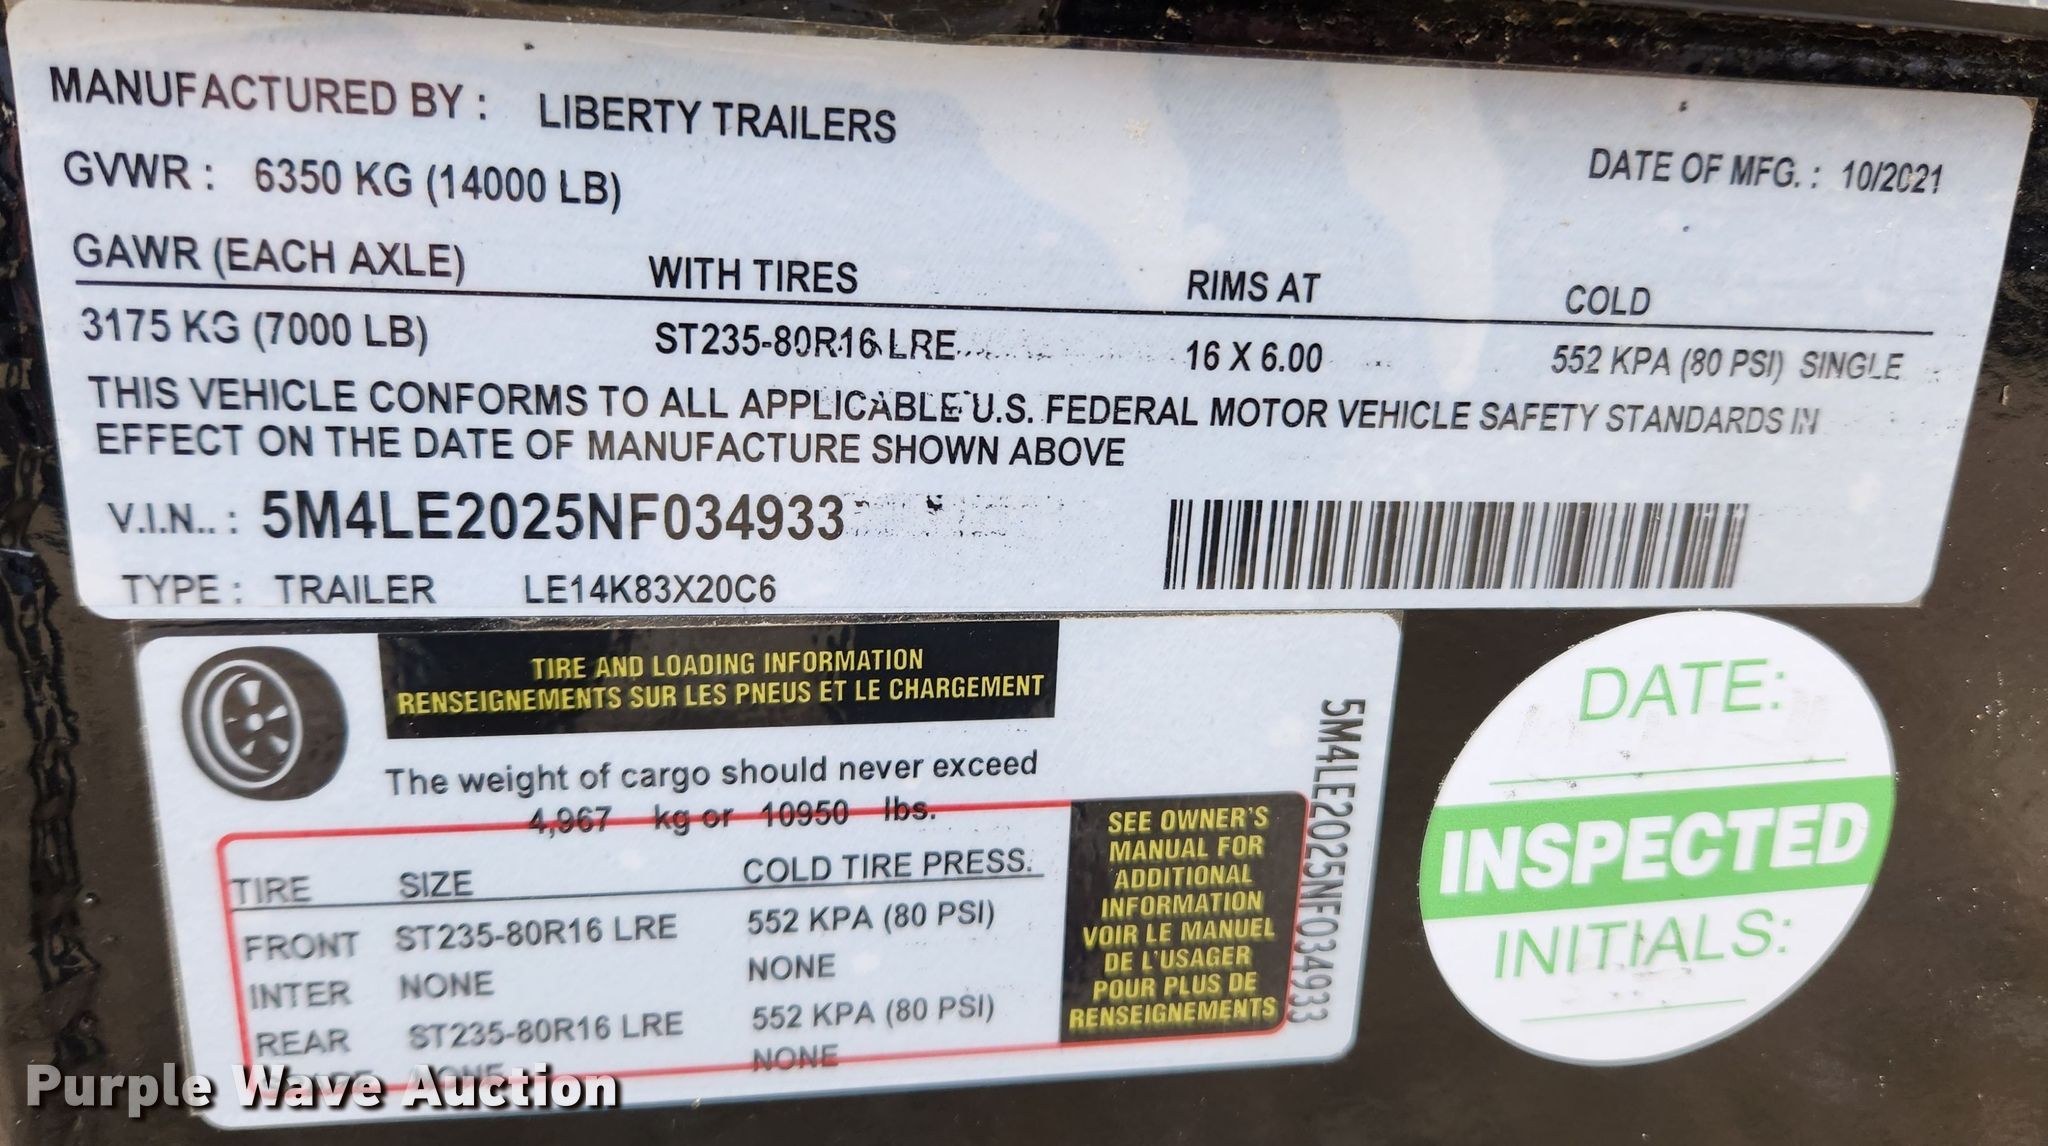 MANUFACTURED BY : LIBERTY TRAILERS
GVWR : 6350 KG (14000 LB)
DATE OF MFG. : 10/2021
GAWR (EACH AXLE) WITH TIRES RIMS AT COLD
3175 KG (7000 LB) ST235-80R16 LRE 16 X 6.00 552 KPA (80 PSI) SINGLE
THIS VEHICLE CONFORMS TO ALL APPLICABLE U.S. FEDERAL MOTOR VEHICLE SAFETY STANDARDS IN
EFFECT ON THE DATE OF MANUFACTURE SHOWN ABOVE
V.I.N.. : 5M4LE2025NF034933
TYPE : TRAILER LE14K83X20C6
TIRE AND LOADING INFORMATION
RENSEIGNEMENTS SUR LES PNEUS ET LE CHARGEMENT
The weight of cargo should never exceed
4,967 kg or 10950 lbs.
TIRE SIZE COLD TIRE PRESS.
FRONT ST235-80R16 LRE 552 KPA (80 PSI)
INTER NONE NONE
REAR ST235-80R16 LRE 552 KPA (80 PSI)
SPARE NONE NONE
SEE OWNER'S
MANUAL FOR
ADDITIONAL
INFORMATION
VOIR LE MANUEL
DE L'USAGER
POUR PLUS DE
RENSEIGNEMENTS
5M4LE2025NF034933
DATE:
INSPECTED
INITIALS:
Purple Wave Auction